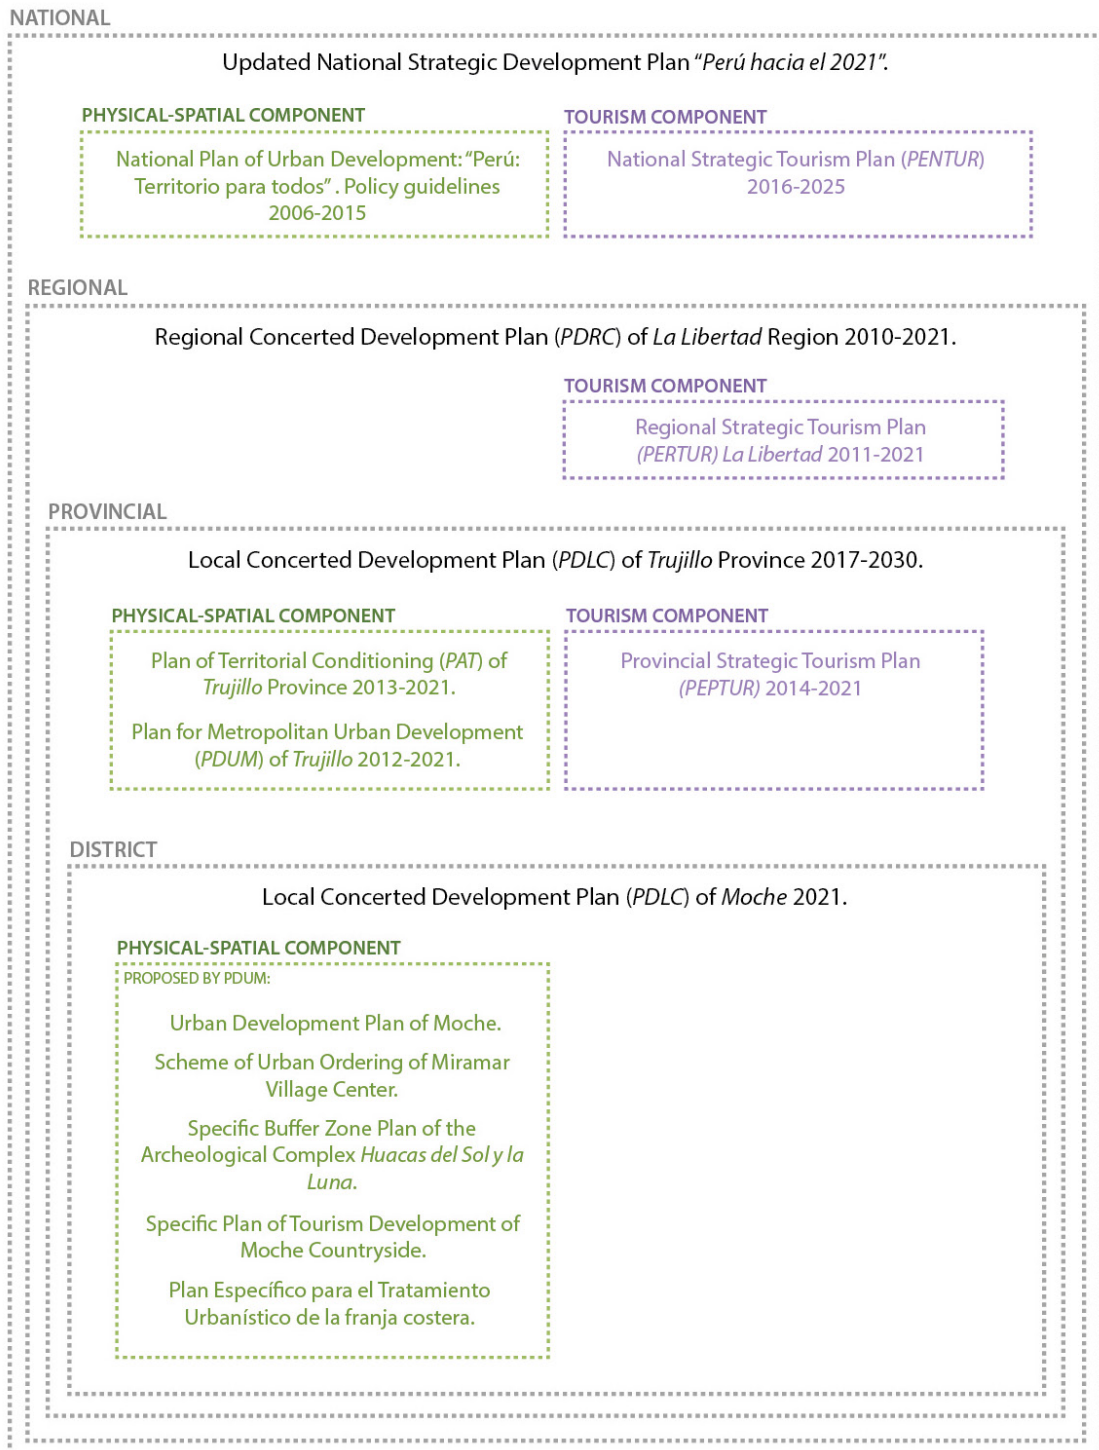 NATIONAL
Updated National Strategic Development Plan “Perú hacia el 2021”.
PHYSICAL-SPATIAL COMPONENT
National Plan of Urban Development: “Perú:
Territorio para todos” . Policy guidelines
2006-2015
TOURISM COMPONENT
National Strategic Tourism Plan (PENTUR)
2016-2025
REGIONAL
Regional Concerted Development Plan (PDRC) of La Libertad Region 2010-2021.
TOURISM COMPONENT
Regional Strategic Tourism Plan
(PERTUR) La Libertad 2011-2021
PROVINCIAL
Local Concerted Development Plan (PDLC) of Trujillo Province 2017-2030.
PHYSICAL-SPATIAL COMPONENT
Plan of Territorial Conditioning (PAT) of
Trujillo Province 2013-2021.
Plan for Metropolitan Urban Development
(PDUM) of Trujillo 2012-2021.
TOURISM COMPONENT
Provincial Strategic Tourism Plan
(PEPTUR) 2014-2021
DISTRICT
Local Concerted Development Plan (PDLC) of Moche 2021.
PHYSICAL-SPATIAL COMPONENT
PROPOSED BY PDUM:
Urban Development Plan of Moche.
Scheme of Urban Ordering of Miramar
Village Center.
Specific Buffer Zone Plan of the
Archeological Complex Huacas del Sol y la
Luna.
Specific Plan of Tourism Development of
Moche Countryside.
Plan Específico para el Tratamiento
Urbanístico de la franja costera.